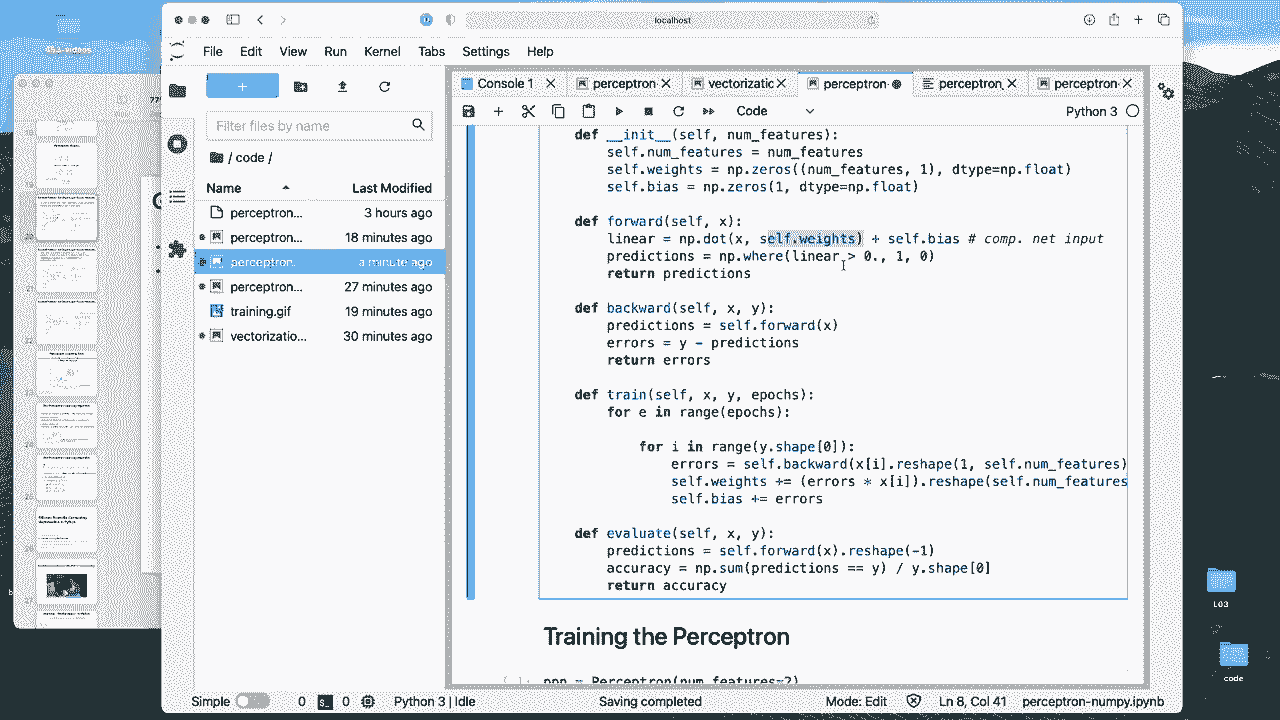 453-videos
localhost
File Edit View Run Kernel Tabs Settings Help
Console 1
perceptron
vectorizatic
perceptron
perceptron_
perceptron
Code
Python 3
Filter files by name
/ code /
Name Last Modified
perceptron... 3 hours ago
perceptron... 18 minutes ago
perceptron. a minute ago
perceptron... 27 minutes ago
training.gif 19 minutes ago
vectorizatio... 30 minutes ago
def __init__(self, num_features):
self.num_features = num_features
self.weights = np.zeros((num_features, 1), dtype=np.float)
self.bias = np.zeros(1, dtype=np.float)
def forward(self, x):
linear = np.dot(x, self.weights) + self.bias # comp. net input
predictions = np.where(linear > 0., 1, 0)
return predictions
def backward(self, x, y):
predictions = self.forward(x)
errors = y - predictions
return errors
def train(self, x, y, epochs):
for e in range(epochs):
for i in range(y.shape[0]):
errors = self.backward(x[i].reshape(1, self.num_features)
self.weights += (errors * x[i]).reshape(self.num_features
self.bias += errors
def evaluate(self, x, y):
predictions = self.forward(x).reshape(-1)
accuracy = np.sum(predictions == y) / y.shape[0]
return accuracy
Training the Perceptron
ppn = Perceptron(num_features=2)
Simple 0 0 Python 3 | Idle Saving completed Mode: Edit Ln 8, Col 41 perceptron-numpy.ipynb
L03
code